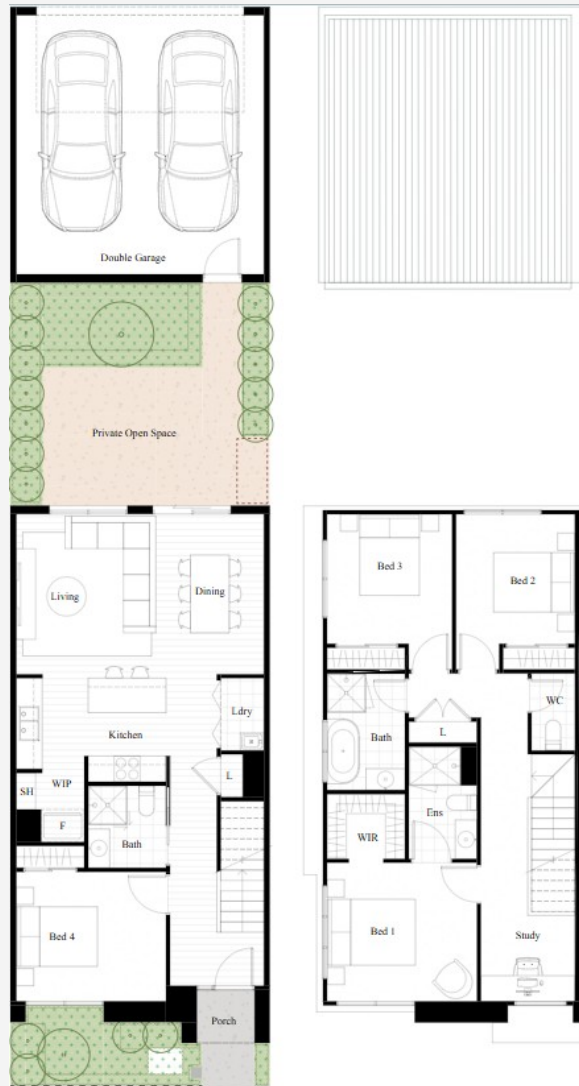 Double Garage
Private Open Space
Living
Dining
Kitchen
Ldry
WIP
SH
L
F
Bath
Bed 4
Porch
Bed 3
Bed 2
WC
Bath
L
Ens
WIR
Bed 1
Study